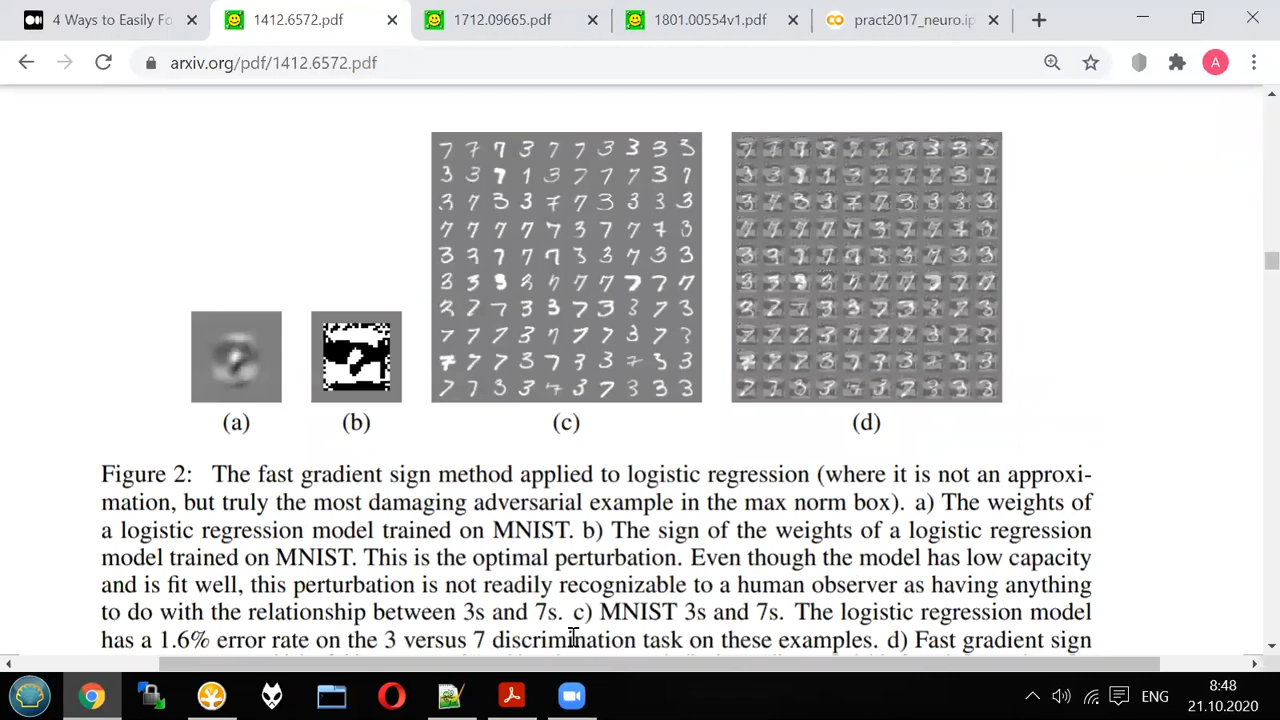 4 Ways to Easily Fo
1412.6572.pdf
1712.09665.pdf
1801.00554v1.pdf
pract2017_neuro.ip
arxiv.org/pdf/1412.6572.pdf
A
(a)
(b)
(c)
(d)
Figure 2: The fast gradient sign method applied to logistic regression (where it is not an approxi-
mation, but truly the most damaging adversarial example in the max norm box). a) The weights of
a logistic regression model trained on MNIST. b) The sign of the weights of a logistic regression
model trained on MNIST. This is the optimal perturbation. Even though the model has low capacity
and is fit well, this perturbation is not readily recognizable to a human observer as having anything
to do with the relationship between 3s and 7s. c) MNIST 3s and 7s. The logistic regression model
has a 1.6% error rate on the 3 versus 7 discrimination task on these examples. d) Fast gradient sign
ENG
8:48
21.10.2020